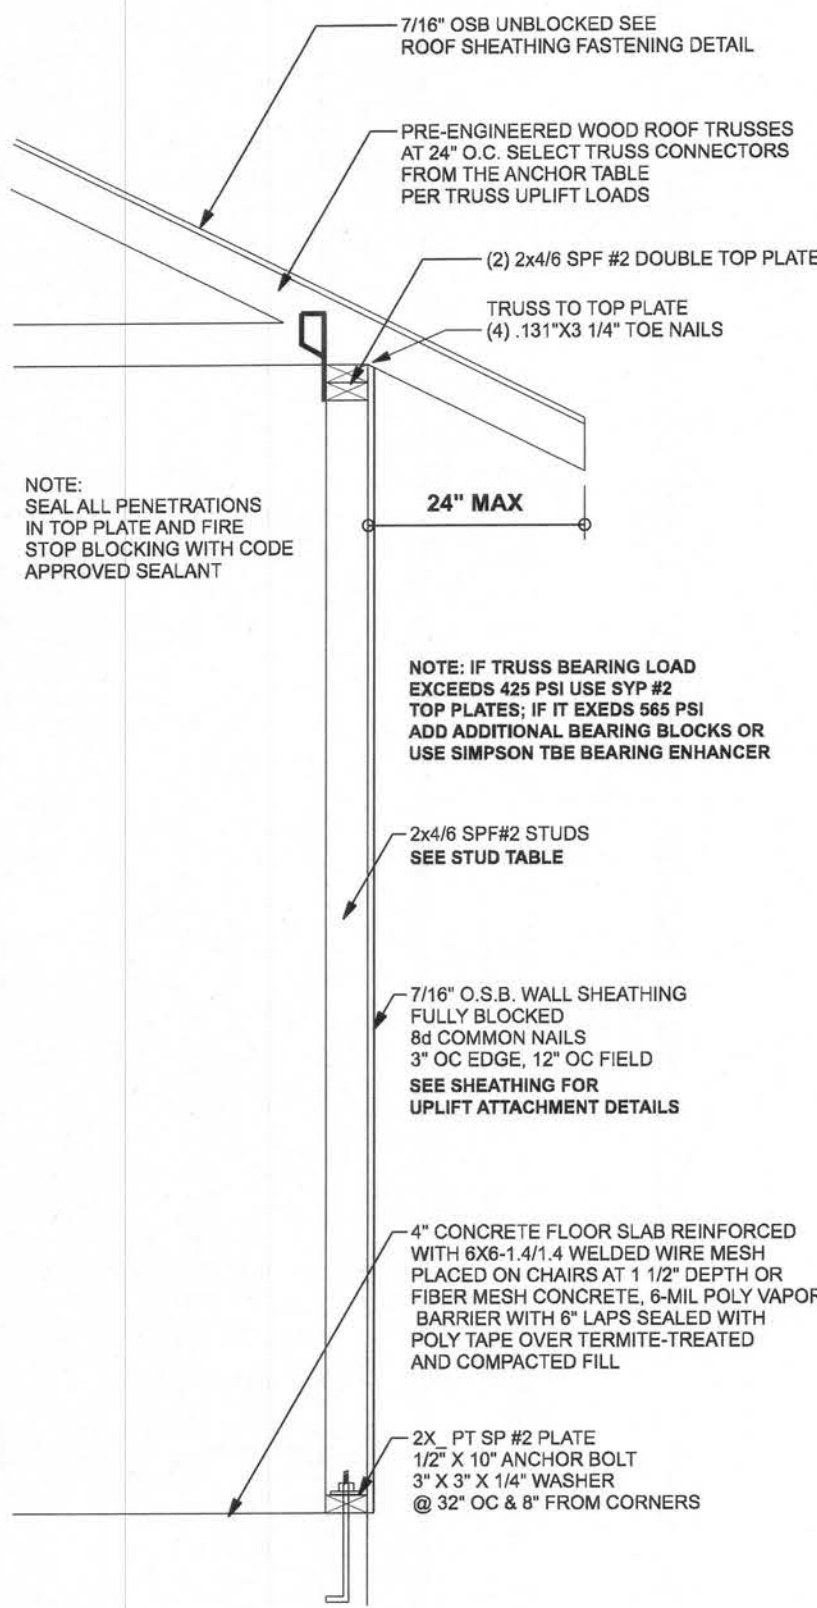 7/16" OSB UNBLOCKED SEE
ROOF SHEATHING FASTENING DETAIL
PRE-ENGINEERED WOOD ROOF TRUSSES
AT 24" O.C. SELECT TRUSS CONNECTORS
FROM THE ANCHOR TABLE
PER TRUSS UPLIFT LOADS
(2) 2x4/6 SPF #2 DOUBLE TOP PLATE
TRUSS TO TOP PLATE
(4) .131"X3 1/4" TOE NAILS
24" MAX
NOTE:
SEAL ALL PENETRATIONS
IN TOP PLATE AND FIRE
STOP BLOCKING WITH CODE
APPROVED SEALANT
NOTE: IF TRUSS BEARING LOAD
EXCEEDS 425 PSI USE SYP #2
TOP PLATES; IF IT EXEDS 565 PSI
ADD ADDITIONAL BEARING BLOCKS OR
USE SIMPSON TBE BEARING ENHANCER
2x4/6 SPF#2 STUDS
SEE STUD TABLE
7/16" O.S.B. WALL SHEATHING
FULLY BLOCKED
8d COMMON NAILS
3" OC EDGE, 12" OC FIELD
SEE SHEATHING FOR
UPLIFT ATTACHMENT DETAILS
4" CONCRETE FLOOR SLAB REINFORCED
WITH 6X6-1.4/1.4 WELDED WIRE MESH
PLACED ON CHAIRS AT 1 1/2" DEPTH OR
FIBER MESH CONCRETE, 6-MIL POLY VAPOR
BARRIER WITH 6" LAPS SEALED WITH
POLY TAPE OVER TERMITE-TREATED
AND COMPACTED FILL
2X_ PT SP #2 PLATE
1/2" X 10" ANCHOR BOLT
3" X 3" X 1/4" WASHER
@ 32" OC & 8" FROM CORNERS